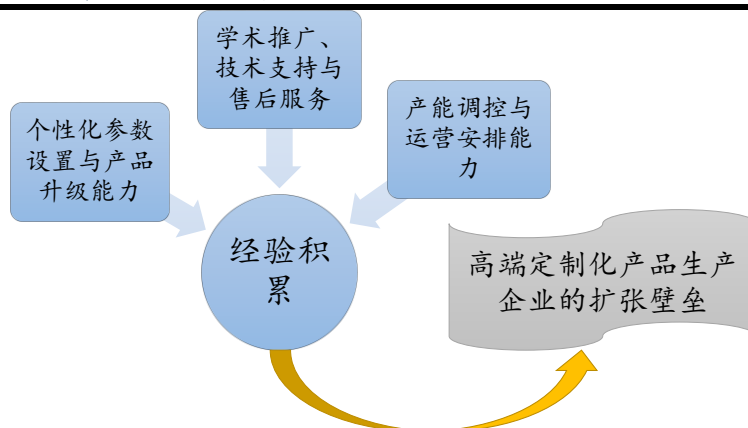 学术推广、
技术支持与
售后服务
个性化参数
设置与产品
升级能力
产能调控与
运营安排能
力
经验积
累
高端定制化产品生产
企业的扩张壁垒